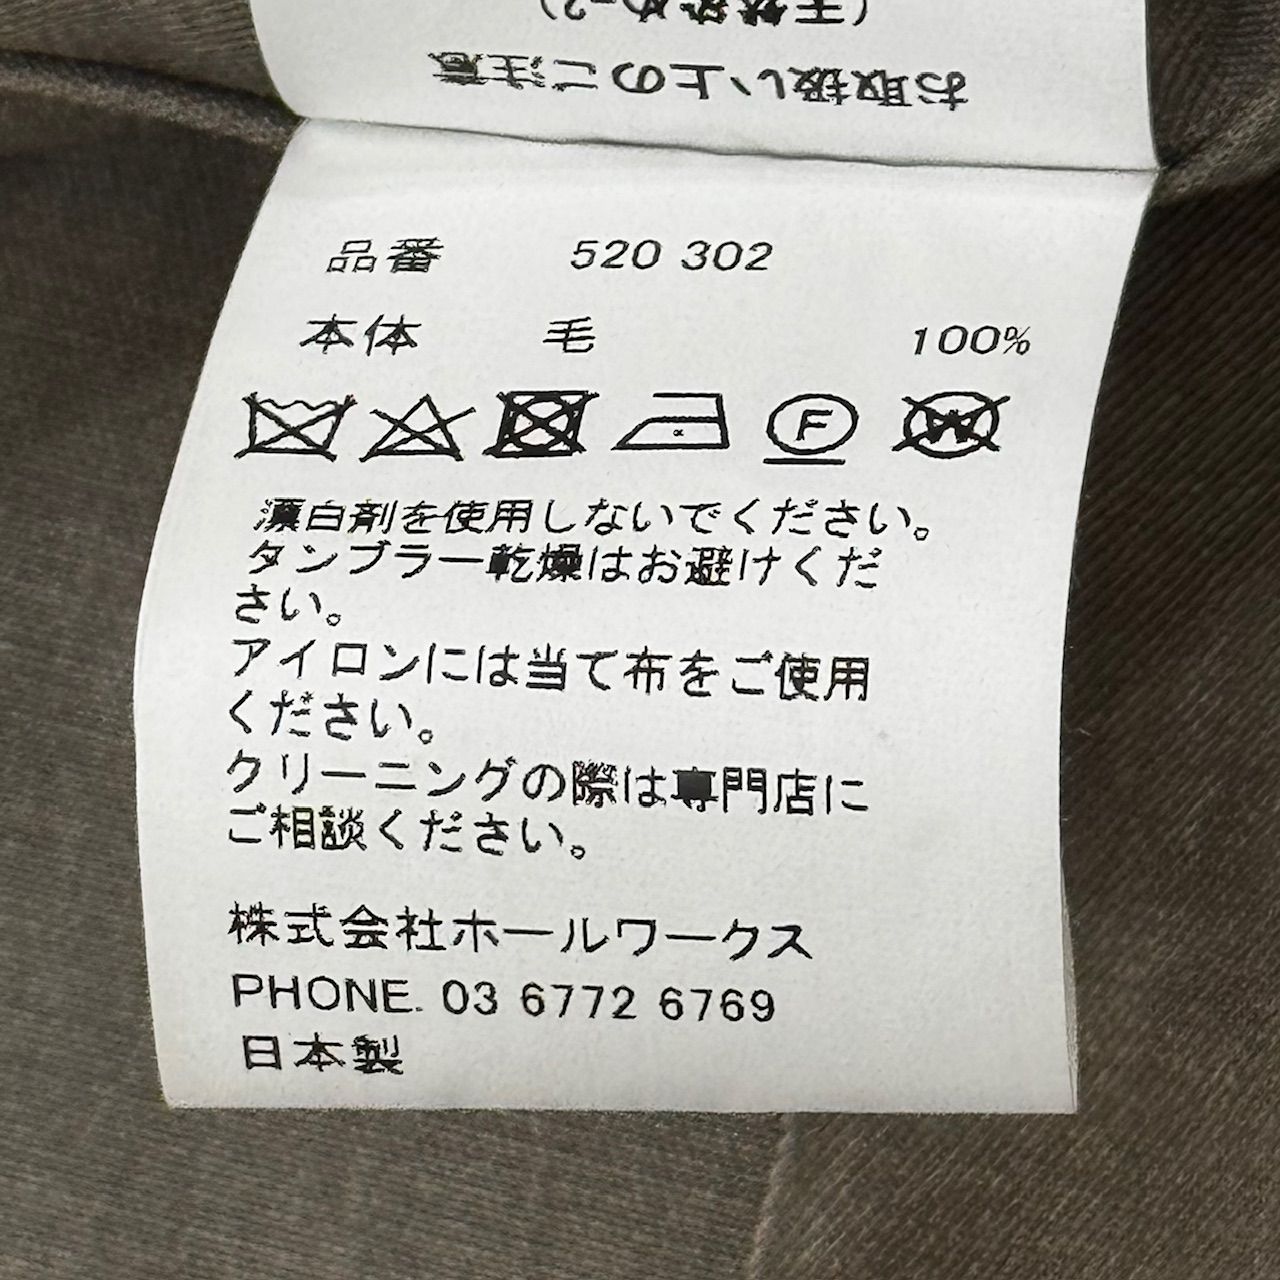 (天然染め-2)
お取扱い上のご注意
品番 520 302
本体 毛 100%
F W
漂白剤を使用しないでください。
タンブラー乾燥はお避けくだ
さい。
アイロンには当て布をご使用
ください。
クリーニングの際は専門店に
ご相談ください。
株式会社ホールワークス
PHONE. 03 6772 6769
日本製